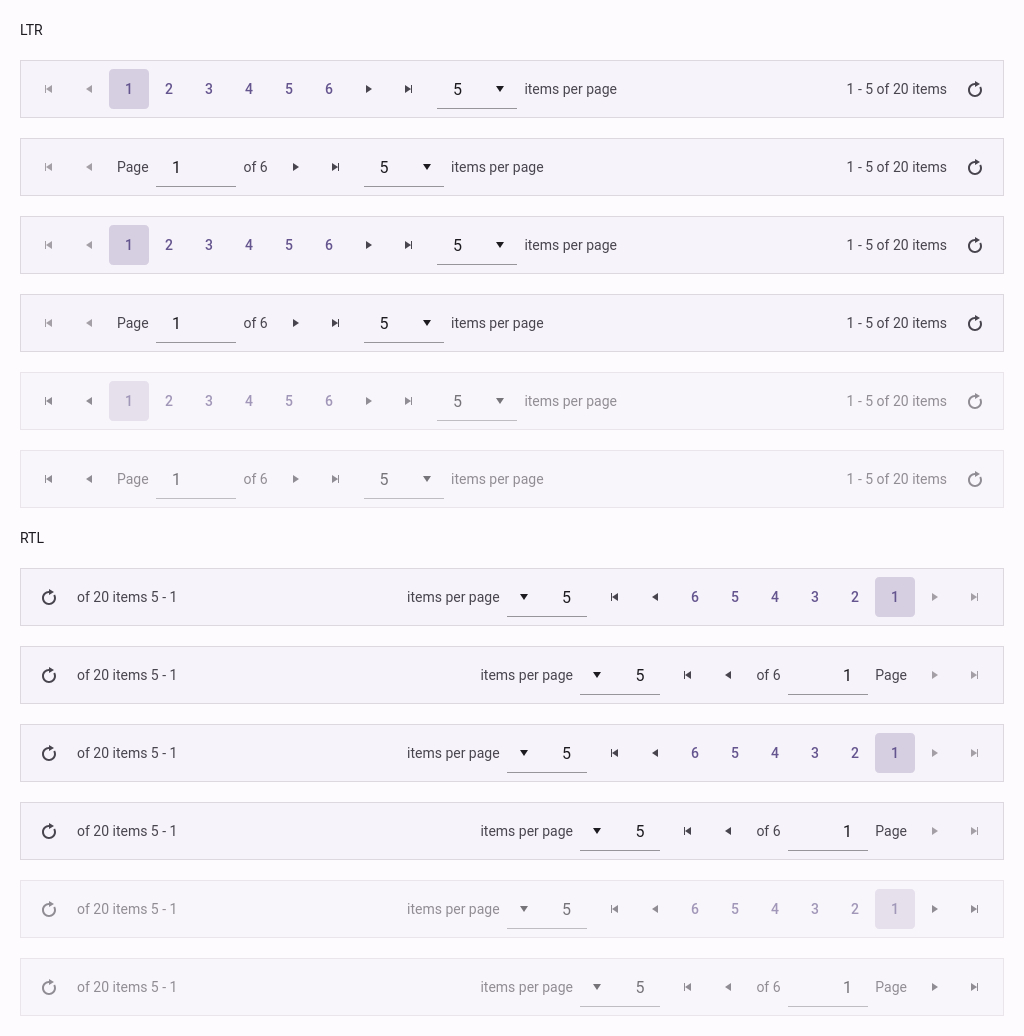 LTR
1 2 3 4 5 6 5 items per page 1 - 5 of 20 items
Page 1 of 6 5 items per page 1 - 5 of 20 items
1 2 3 4 5 6 5 items per page 1 - 5 of 20 items
Page 1 of 6 5 items per page 1 - 5 of 20 items
1 2 3 4 5 6 5 items per page 1 - 5 of 20 items
Page 1 of 6 5 items per page 1 - 5 of 20 items
RTL
of 20 items 5 - 1 items per page 5 6 5 4 3 2 1
of 20 items 5 - 1 items per page 5 of 6 1 Page
of 20 items 5 - 1 items per page 5 6 5 4 3 2 1
of 20 items 5 - 1 items per page 5 of 6 1 Page
of 20 items 5 - 1 items per page 5 6 5 4 3 2 1
of 20 items 5 - 1 items per page 5 of 6 1 Page